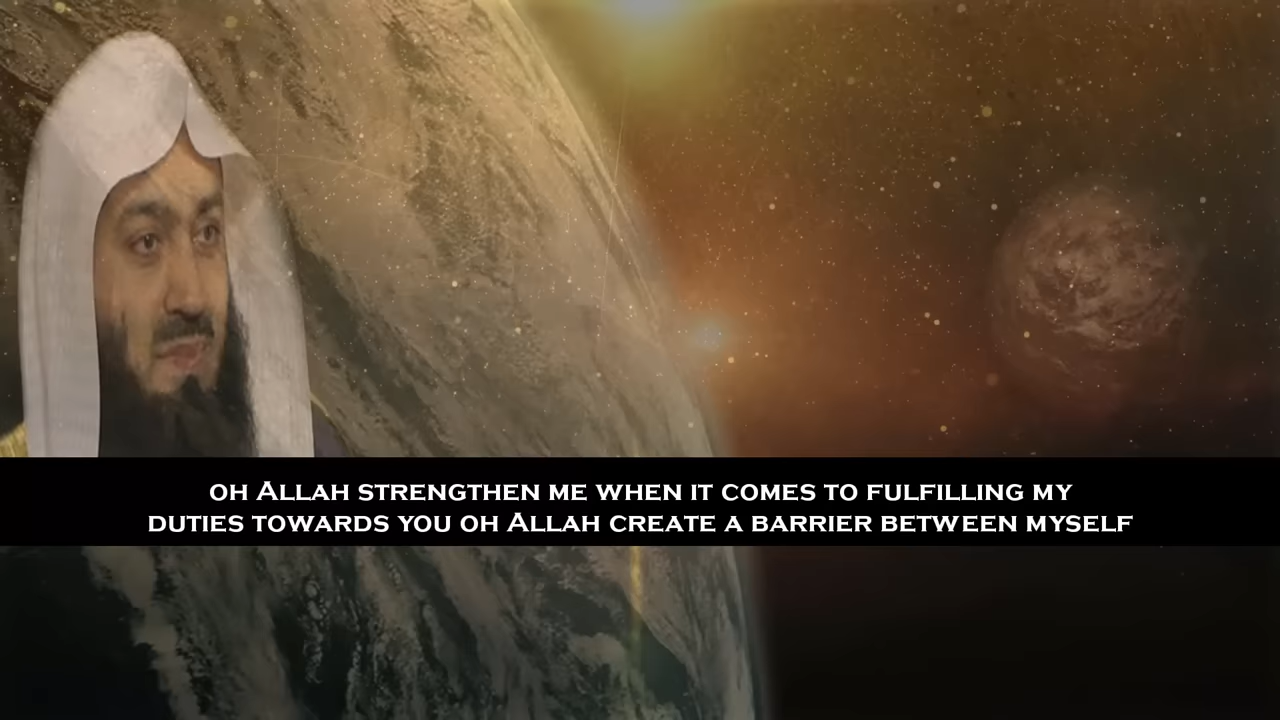 OH ALLAH STRENGTHEN ME WHEN IT COMES TO FULFILLING MY
DUTIES TOWARDS YOU OH ALLAH CREATE A BARRIER BETWEEN MYSELF